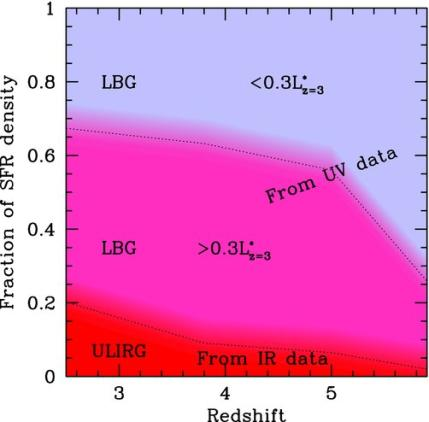 1
0.8
0.6
0.4
0.2
0
Fraction of SFR density
LBG <0.3L*z=3
From UV data
LBG >0.3L*z=3
ULIRG From IR data
3 4 5
Redshift